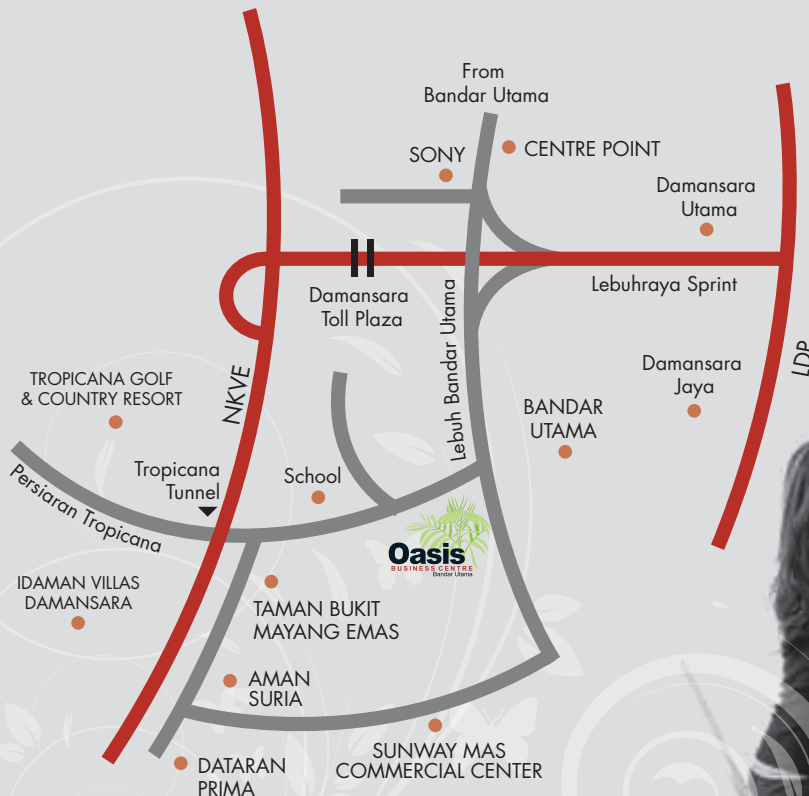 From
Bandar Utama
SONY
CENTRE POINT
Damansara
Utama
Lebuhraya Sprint
Damansara
Toll Plaza
Lebuh Bandar Utama
LDP
Damansara
Jaya
NKVE
TROPICANA GOLF
& COUNTRY RESORT
BANDAR
UTAMA
Tropicana
Tunnel
School
Persiaran Tropicana
Oasis
BUSINESS CENTRE
Bandar Utama
IDAMAN VILLAS
DAMANSARA
TAMAN BUKIT
MAYANG EMAS
AMAN
SURIA
SUNWAY MAS
COMMERCIAL CENTER
DATARAN
PRIMA